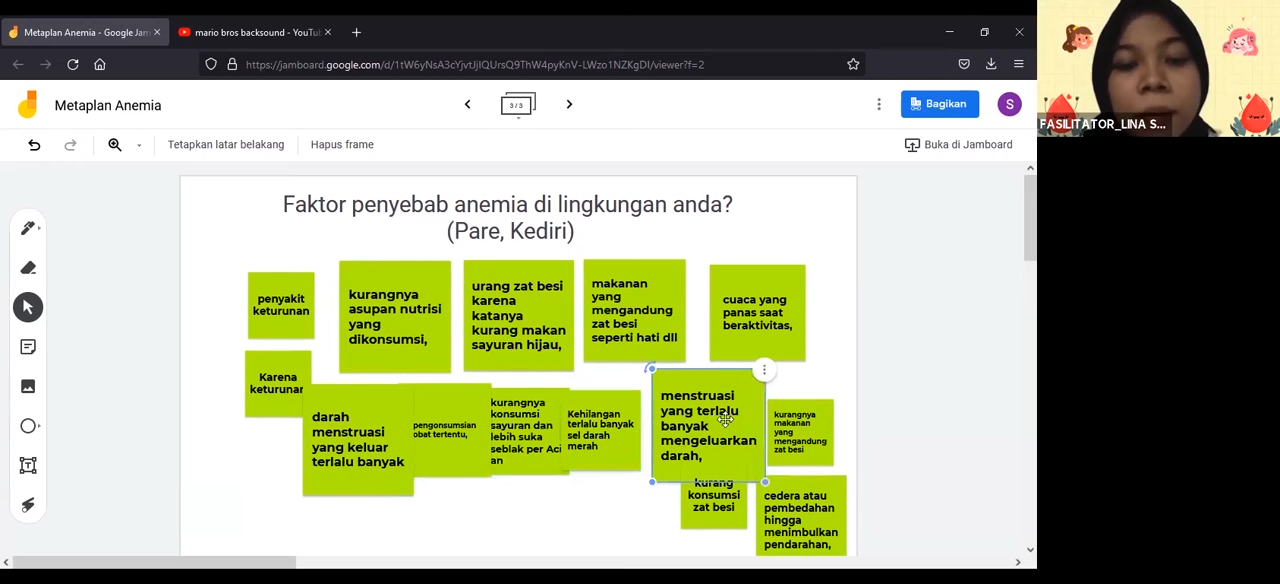 Metaplan Anemia - Google Jam
mario bros backsound - YouTu
https://jamboard.google.com/d/1tW6yNsA3cYjvtJjIQUrsQ9ThW4pyKnV-LWzo1NZKgDI/viewer?f=2
Metaplan Anemia
3/3
Bagikan
S
Tetapkan latar belakang
Hapus frame
Buka di Jamboard
FASILITATOR_LINA S...
Faktor penyebab anemia di lingkungan anda?
(Pare, Kediri)
penyakit
keturunan
kurangnya
asupan nutrisi
yang
dikonsumsi,
urang zat besi
karena
katanya
kurang makan
sayuran hijau,
makanan
yang
mengandung
zat besi
seperti hati dll
cuaca yang
panas saat
beraktivitas,
Karena
keturunan
darah
menstruasi
yang keluar
terlalu banyak
pengonsumsian
obat tertentu,
kurangnya
konsumsi
sayuran dan
lebih suka
seblak per Aci
an
Kehilangan
terlalu banyak
sel darah
merah
menstruasi
yang terlalu
banyak
mengeluarkan
darah,
kurangnya
makanan
yang
mengandung
zat besi
kurang
konsumsi
zat besi
cedera atau
pembedahan
hingga
menimbulkan
pendarahan,